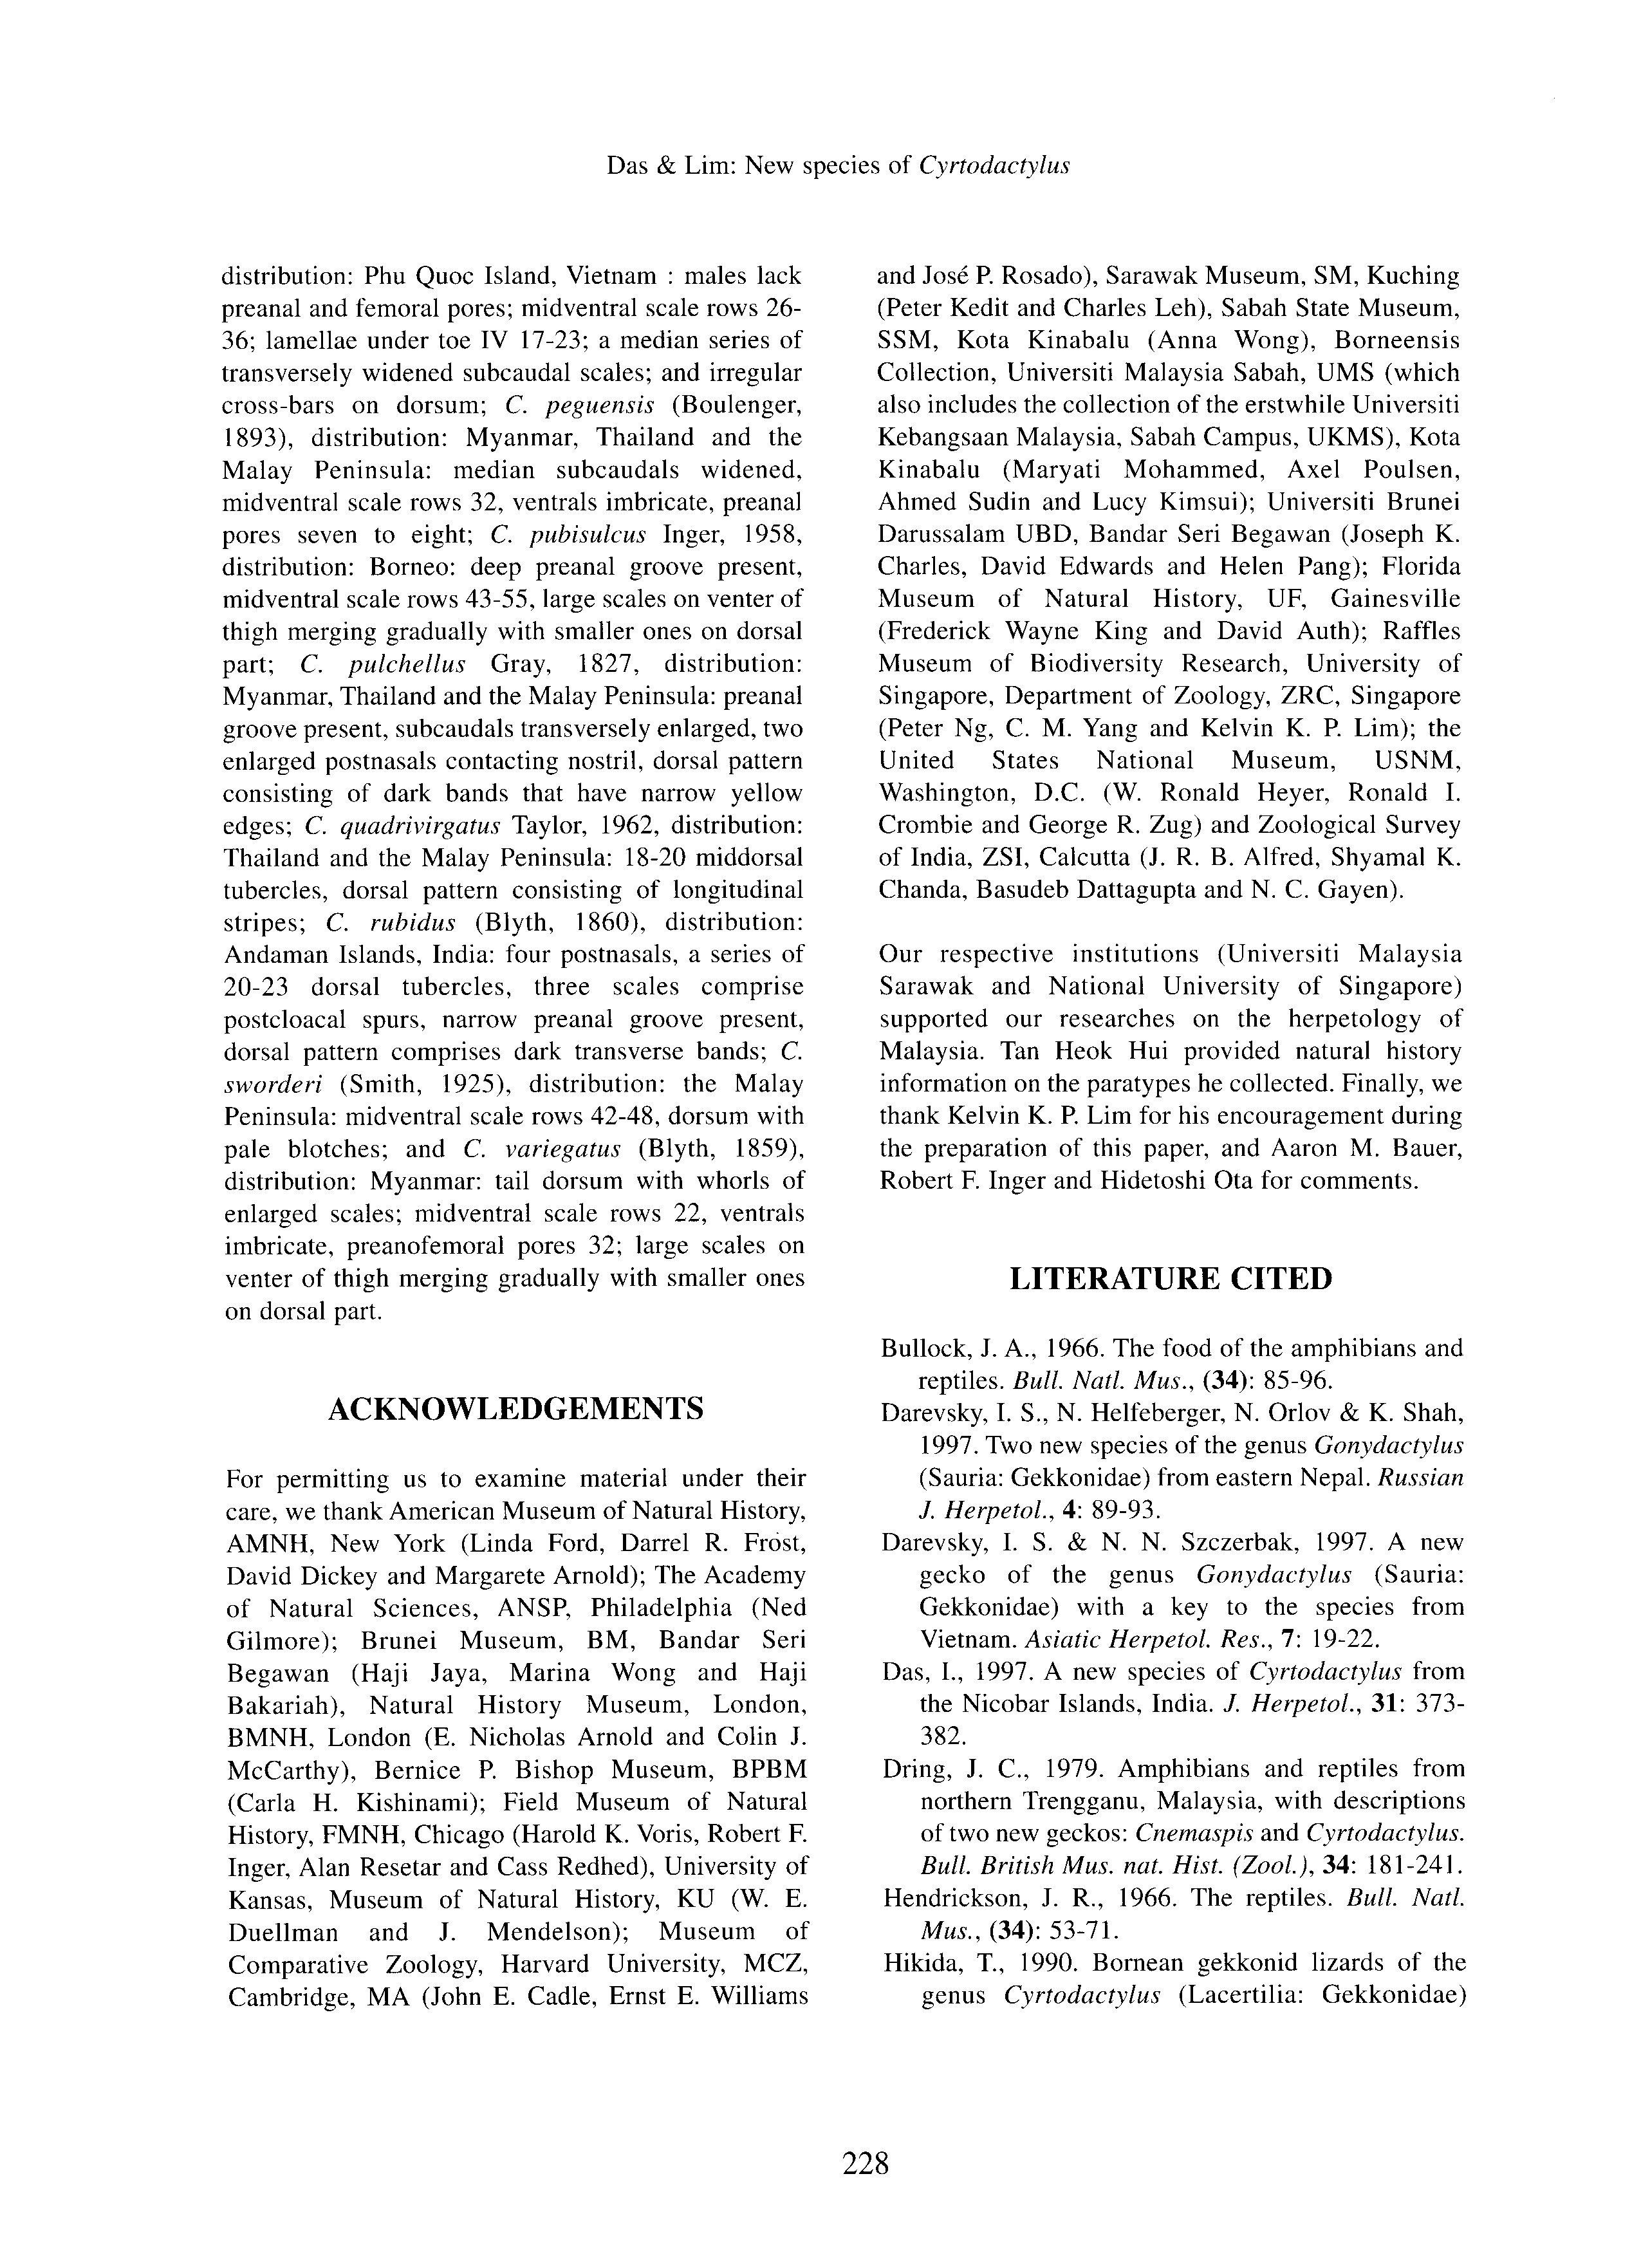 Das & Lim: New species of Cyrtodactylus
distribution: Phu Quoc Island, Vietnam : males lack
preanal and femoral pores; midventral scale rows 26-
36; lamellae under toe IV 17-23; a median series of
transversely widened subcaudal scales; and irregular
cross-bars on dorsum; C. peguensis (Boulenger,
1893), distribution: Myanmar, Thailand and the
Malay Peninsula: median subcaudals widened,
midventral scale rows 32, ventrals imbricate, preanal
pores seven to eight; C. pubisulcus Inger, 1958,
distribution: Borneo: deep preanal groove present,
midventral scale rows 43-55, large scales on venter of
thigh merging gradually with smaller ones on dorsal
part; C. pulchellus Gray, 1827, distribution:
Myanmar, Thailand and the Malay Peninsula: preanal
groove present, subcaudals transversely enlarged, two
enlarged postnasals contacting nostril, dorsal pattern
consisting of dark bands that have narrow yellow
edges; C. quadrivirgatus Taylor, 1962, distribution:
Thailand and the Malay Peninsula: 18-20 middorsal
tubercles, dorsal pattern consisting of longitudinal
stripes; C. rubidus (Blyth, 1860), distribution:
Andaman Islands, India: four postnasals, a series of
20-23 dorsal tubercles, three scales comprise
postcloacal spurs, narrow preanal groove present,
dorsal pattern comprises dark transverse bands; C.
sworderi (Smith, 1925), distribution: the Malay
Peninsula: midventral scale rows 42-48, dorsum with
pale blotches; and C. variegatus (Blyth, 1859),
distribution: Myanmar: tail dorsum with whorls of
enlarged scales; midventral scale rows 22, ventrals
imbricate, preanofemoral pores 32; large scales on
venter of thigh merging gradually with smaller ones
on dorsal part.
ACKNOWLEDGEMENTS
For permitting us to examine material under their
care, we thank American Museum of Natural History,
AMNH, New York (Linda Ford, Darrel R. Frost,
David Dickey and Margarete Arnold); The Academy
of Natural Sciences, ANSP, Philadelphia (Ned
Gilmore); Brunei Museum, BM, Bandar Seri
Begawan (Haji Jaya, Marina Wong and Haji
Bakariah), Natural History Museum, London,
BMNH, London (E. Nicholas Arnold and Colin J.
McCarthy), Bernice P. Bishop Museum, BPBM
(Carla H. Kishinami); Field Museum of Natural
History, FMNH, Chicago (Harold K. Voris, Robert F.
Inger, Alan Resetar and Cass Redhed), University of
Kansas, Museum of Natural History, KU (W. E.
Duellman and J. Mendelson); Museum of
Comparative Zoology, Harvard University, MCZ,
Cambridge, MA (John E. Cadle, Ernst E. Williams
and José P. Rosado), Sarawak Museum, SM, Kuching
(Peter Kedit and Charles Leh), Sabah State Museum,
SSM, Kota Kinabalu (Anna Wong), Borneensis
Collection, Universiti Malaysia Sabah, UMS (which
also includes the collection of the erstwhile Universiti
Kebangsaan Malaysia, Sabah Campus, UKMS), Kota
Kinabalu (Maryati Mohammed, Axel Poulsen,
Ahmed Sudin and Lucy Kimsui); Universiti Brunei
Darussalam UBD, Bandar Seri Begawan (Joseph K.
Charles, David Edwards and Helen Pang); Florida
Museum of Natural History, UF, Gainesville
(Frederick Wayne King and David Auth); Raffles
Museum of Biodiversity Research, University of
Singapore, Department of Zoology, ZRC, Singapore
(Peter Ng, C. M. Yang and Kelvin K. P. Lim); the
United States National Museum, USNM,
Washington, D.C. (W. Ronald Heyer, Ronald I.
Crombie and George R. Zug) and Zoological Survey
of India, ZSI, Calcutta (J. R. B. Alfred, Shyamal K.
Chanda, Basudeb Dattagupta and N. C. Gayen).
Our respective institutions (Universiti Malaysia
Sarawak and National University of Singapore)
supported our researches on the herpetology of
Malaysia. Tan Heok Hui provided natural history
information on the paratypes he collected. Finally, we
thank Kelvin K. P. Lim for his encouragement during
the preparation of this paper, and Aaron M. Bauer,
Robert F. Inger and Hidetoshi Ota for comments.
LITERATURE CITED
Bullock, J. A., 1966. The food of the amphibians and
reptiles. Bull. Natl. Mus., (34): 85-96.
Darevsky, I. S., N. Helfeberger, N. Orlov & K. Shah,
1997. Two new species of the genus Gonydactylus
(Sauria: Gekkonidae) from eastern Nepal. Russian
J. Herpetol., 4: 89-93.
Darevsky, I. S. & N. N. Szczerbak, 1997. A new
gecko of the genus Gonydactylus (Sauria:
Gekkonidae) with a key to the species from
Vietnam. Asiatic Herpetol. Res., 7: 19-22.
Das, I., 1997. A new species of Cyrtodactylus from
the Nicobar Islands, India. J. Herpetol., 31: 373-
382.
Dring, J. C., 1979. Amphibians and reptiles from
northern Trengganu, Malaysia, with descriptions
of two new geckos: Cnemaspis and Cyrtodactylus.
Bull. British Mus. nat. Hist. (Zool.), 34: 181-241.
Hendrickson, J. R., 1966. The reptiles. Bull. Natl.
Mus., (34): 53-71.
Hikida, T., 1990. Bornean gekkonid lizards of the
genus Cyrtodactylus (Lacertilia: Gekkonidae)
228